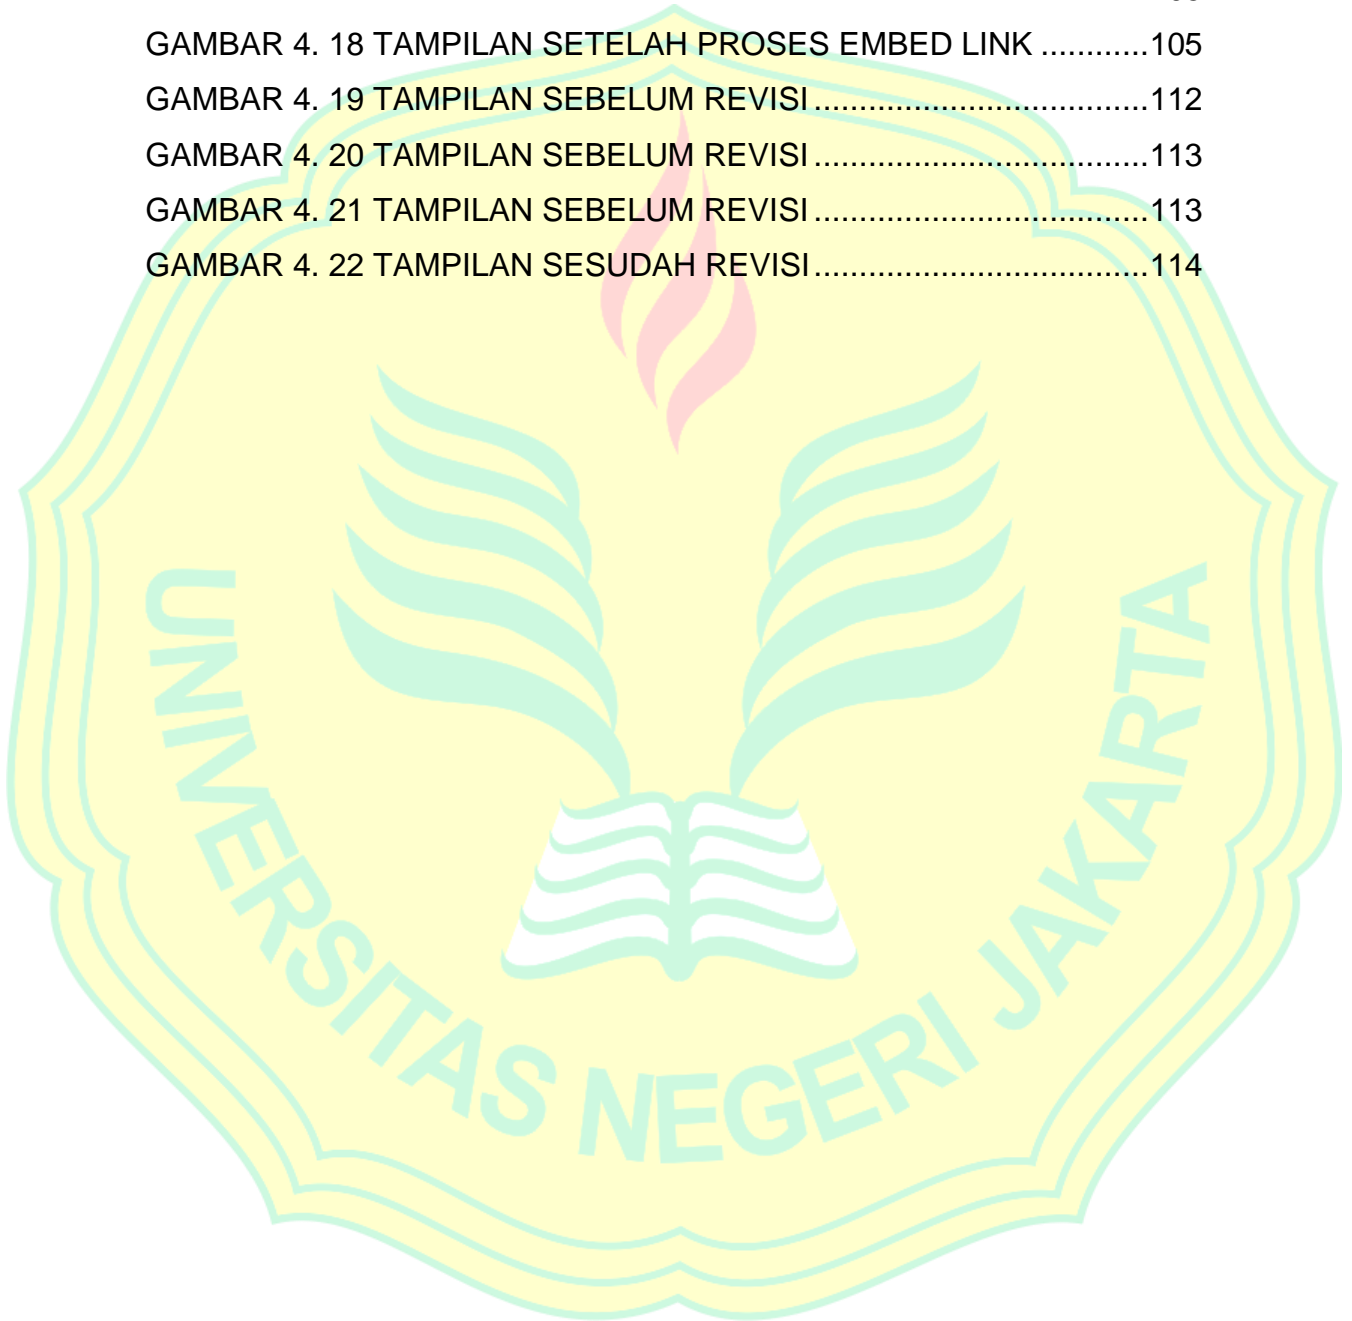 GAMBAR 4. 18 TAMPILAN SETELAH PROSES EMBED LINK ............105
GAMBAR 4. 19 TAMPILAN SEBELUM REVISI.....................................112
GAMBAR 4. 20 TAMPILAN SEBELUM REVISI.....................................113
GAMBAR 4. 21 TAMPILAN SEBELUM REVISI.....................................113
GAMBAR 4. 22 TAMPILAN SESUDAH REVISI.....................................114
UNIVERSITAS NEGERI JAKARTA